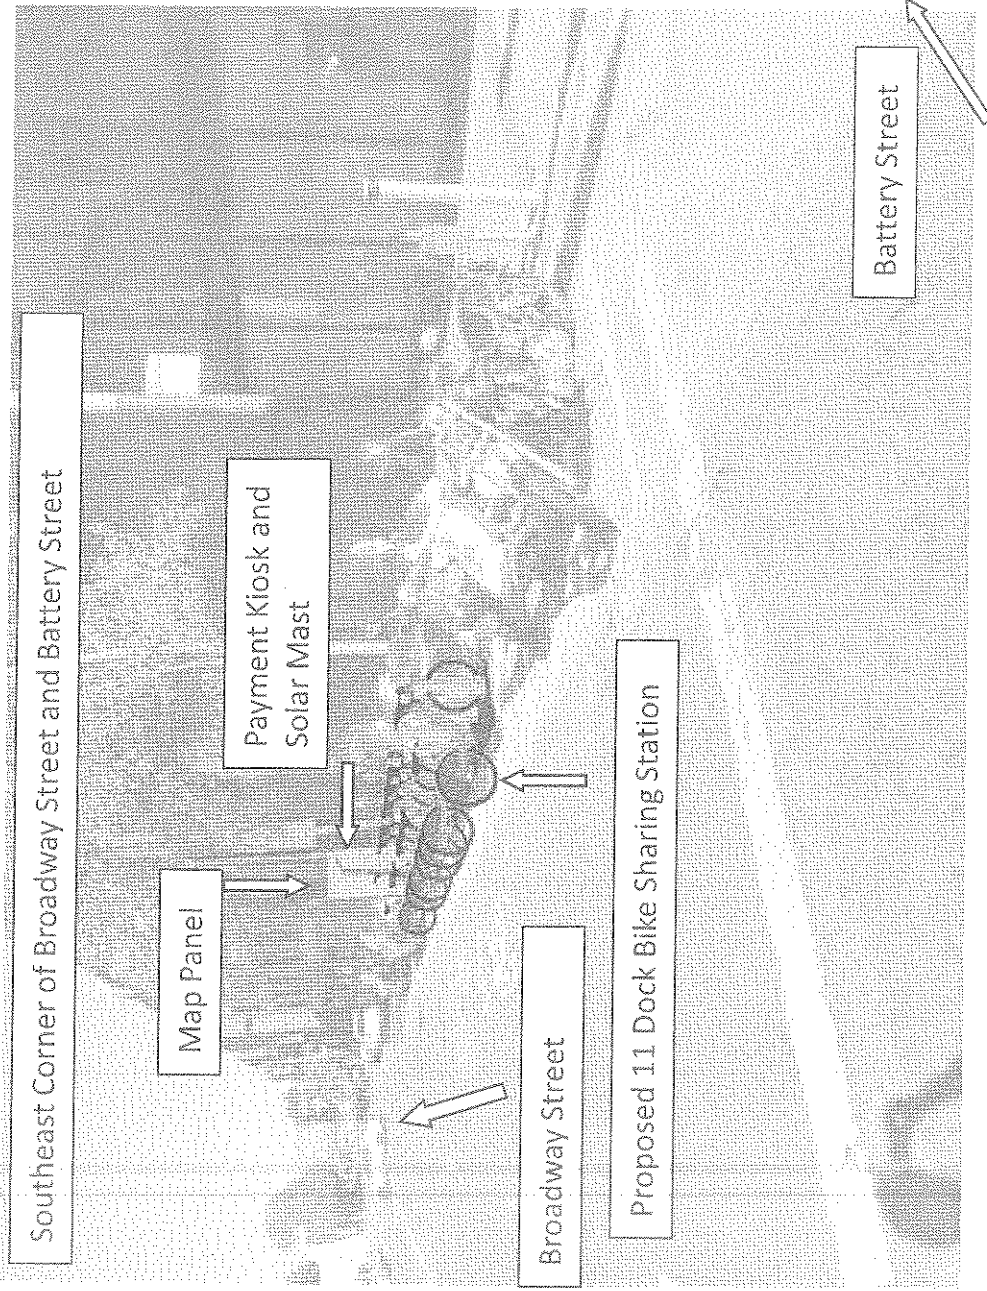 Southeast Corner of Broadway Street and Battery Street
Map Panel
Payment Kiosk and
Solar Mast
Broadway Street
Proposed 11 Dock Bike Sharing Station
Battery Street